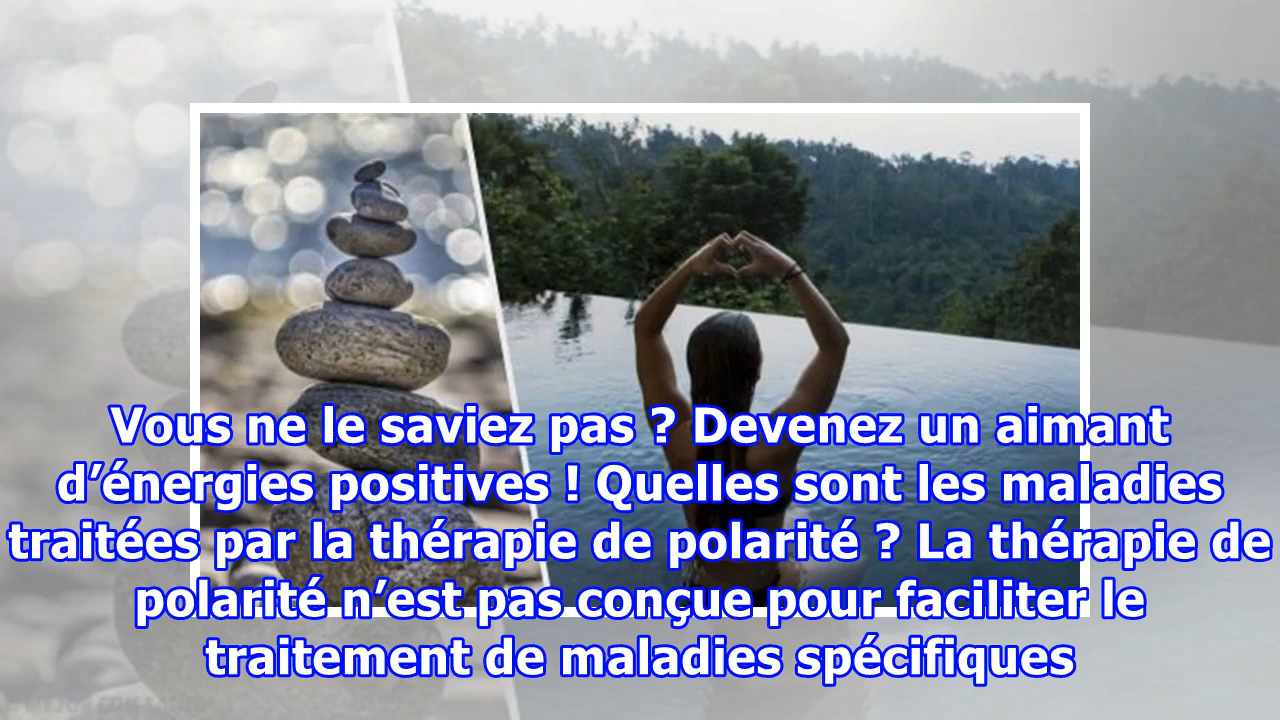 Vous ne le saviez pas ? Devenez un aimant
d’énergies positives ! Quelles sont les maladies
traitées par la thérapie de polarité ? La thérapie de
polarité n’est pas conçue pour faciliter le
traitement de maladies spécifiques